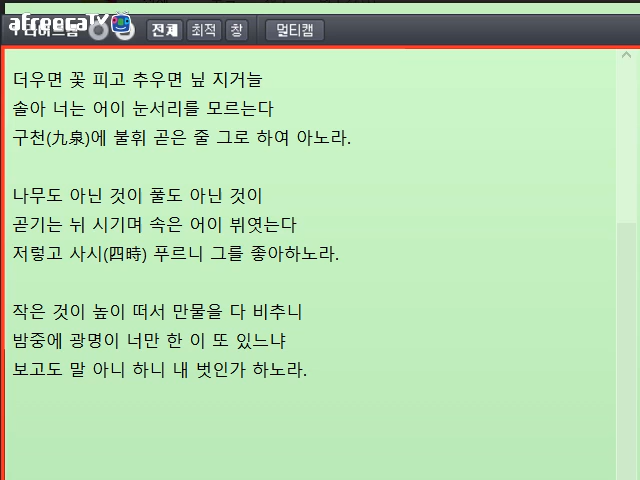 afreecaTV
전체 최적 창 멀티캠
더우면 꽃 피고 추우면 닢 지거늘
솔아 너는 어이 눈서리를 모르는다
구천(九泉)에 불휘 곧은 줄 그로 하여 아노라.
나무도 아닌 것이 풀도 아닌 것이
곧기는 뉘 시기며 속은 어이 뷔엿는다
저렇고 사시(四時) 푸르니 그를 좋아하노라.
작은 것이 높이 떠서 만물을 다 비추니
밤중에 광명이 너만 한 이 또 있느냐
보고도 말 아니 하니 내 벗인가 하노라.